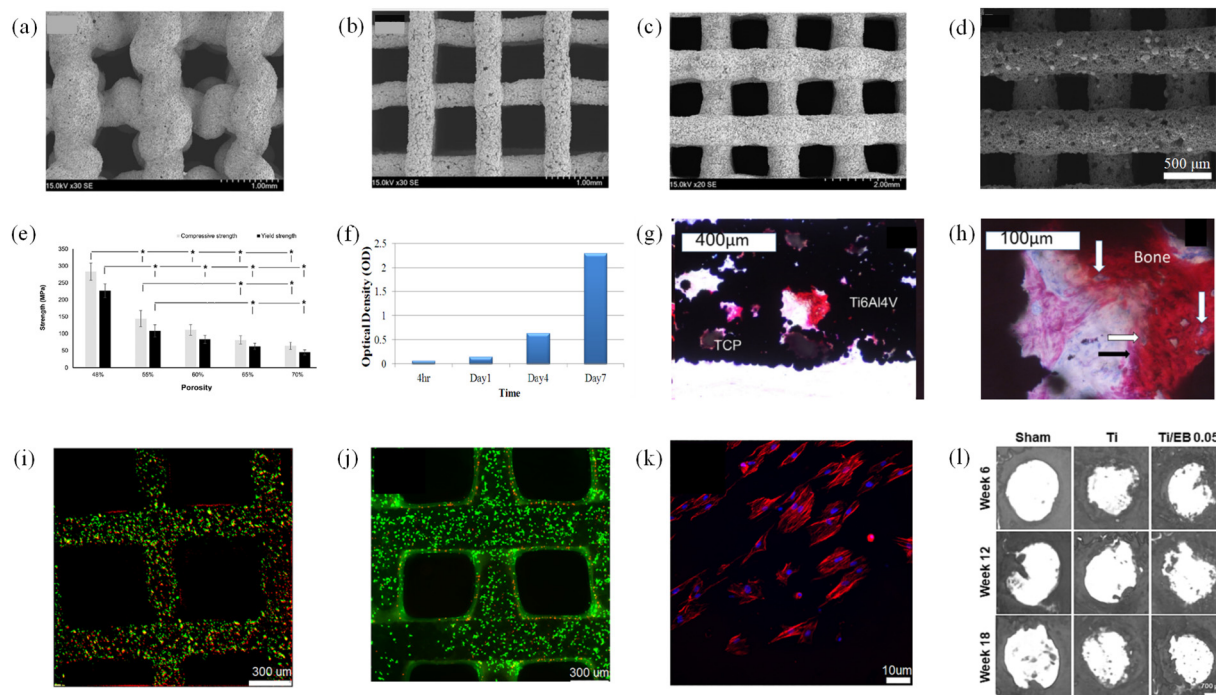 (a)
15.0kV x30 SE 1.00mm
(b)
15.0kV x30 SE 1.00mm
(c)
15.0kV x20 SE 2.00mm
(d)
500 μm
(e)
Compressive strength Yield strength
Strength (MPa)
350
300
250
200
150
100
50
0
48% 55% 60% 65% 70%
Porosity
(f)
Optical Density (OD)
2.5
2
1.5
1
0.5
0
4hr Day1 Day4 Day7
Time
(g)
400μm
Ti6Al4V
TCP
(h)
100μm
Bone
(i)
300 um
(j)
300 um
(k)
10um
(l)
Sham Ti Ti/EB 0.05
Week 6
Week 12
Week 18